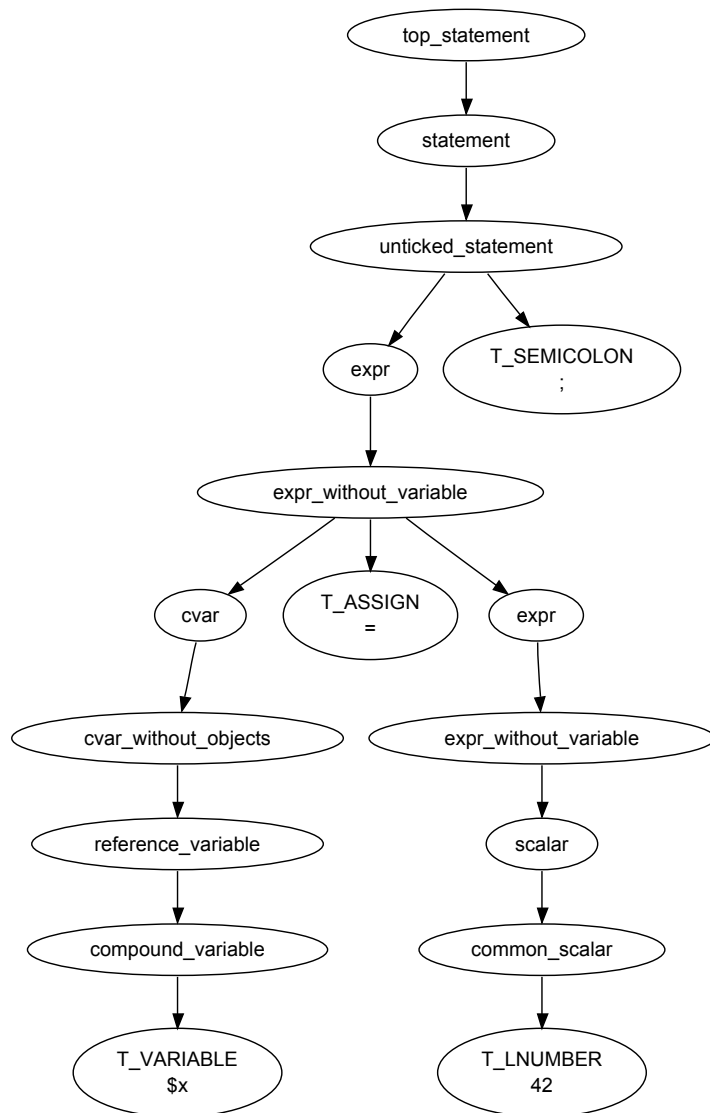 top_statement
statement
unticked_statement
expr
T_SEMICOLON
;
expr_without_variable
cvar
T_ASSIGN
=
expr
cvar_without_objects
expr_without_variable
reference_variable
scalar
compound_variable
common_scalar
T_VARIABLE
$x
T_LNUMBER
42